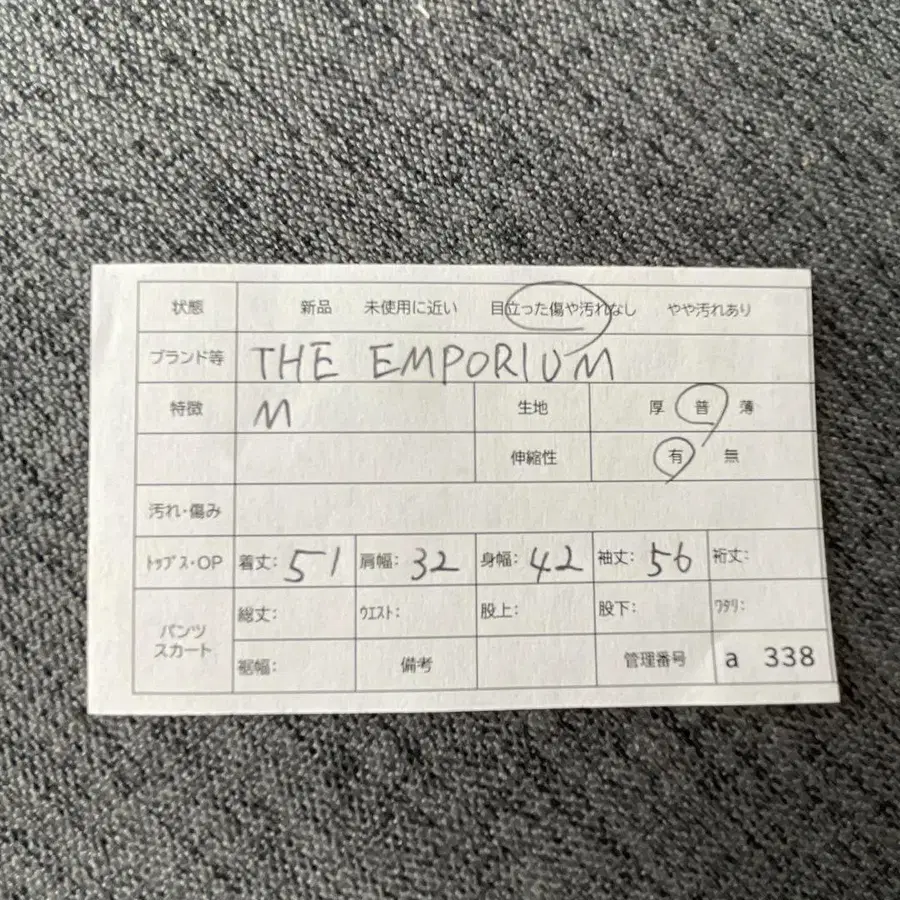 状態 新品 未使用に近い 目立った傷や汚れなし やや汚れあり
ブランド等 THE EMPORIUM
特徴 M 生地 厚 普 薄
伸縮性 有 無
汚れ・傷み
トップス・OP 着丈: 51 肩幅: 32 身幅: 42 袖丈: 56 裄丈:
パンツ スカート 総丈: ウエスト: 股上: 股下: ワタリ:
裾幅: 備考 管理番号 a 338